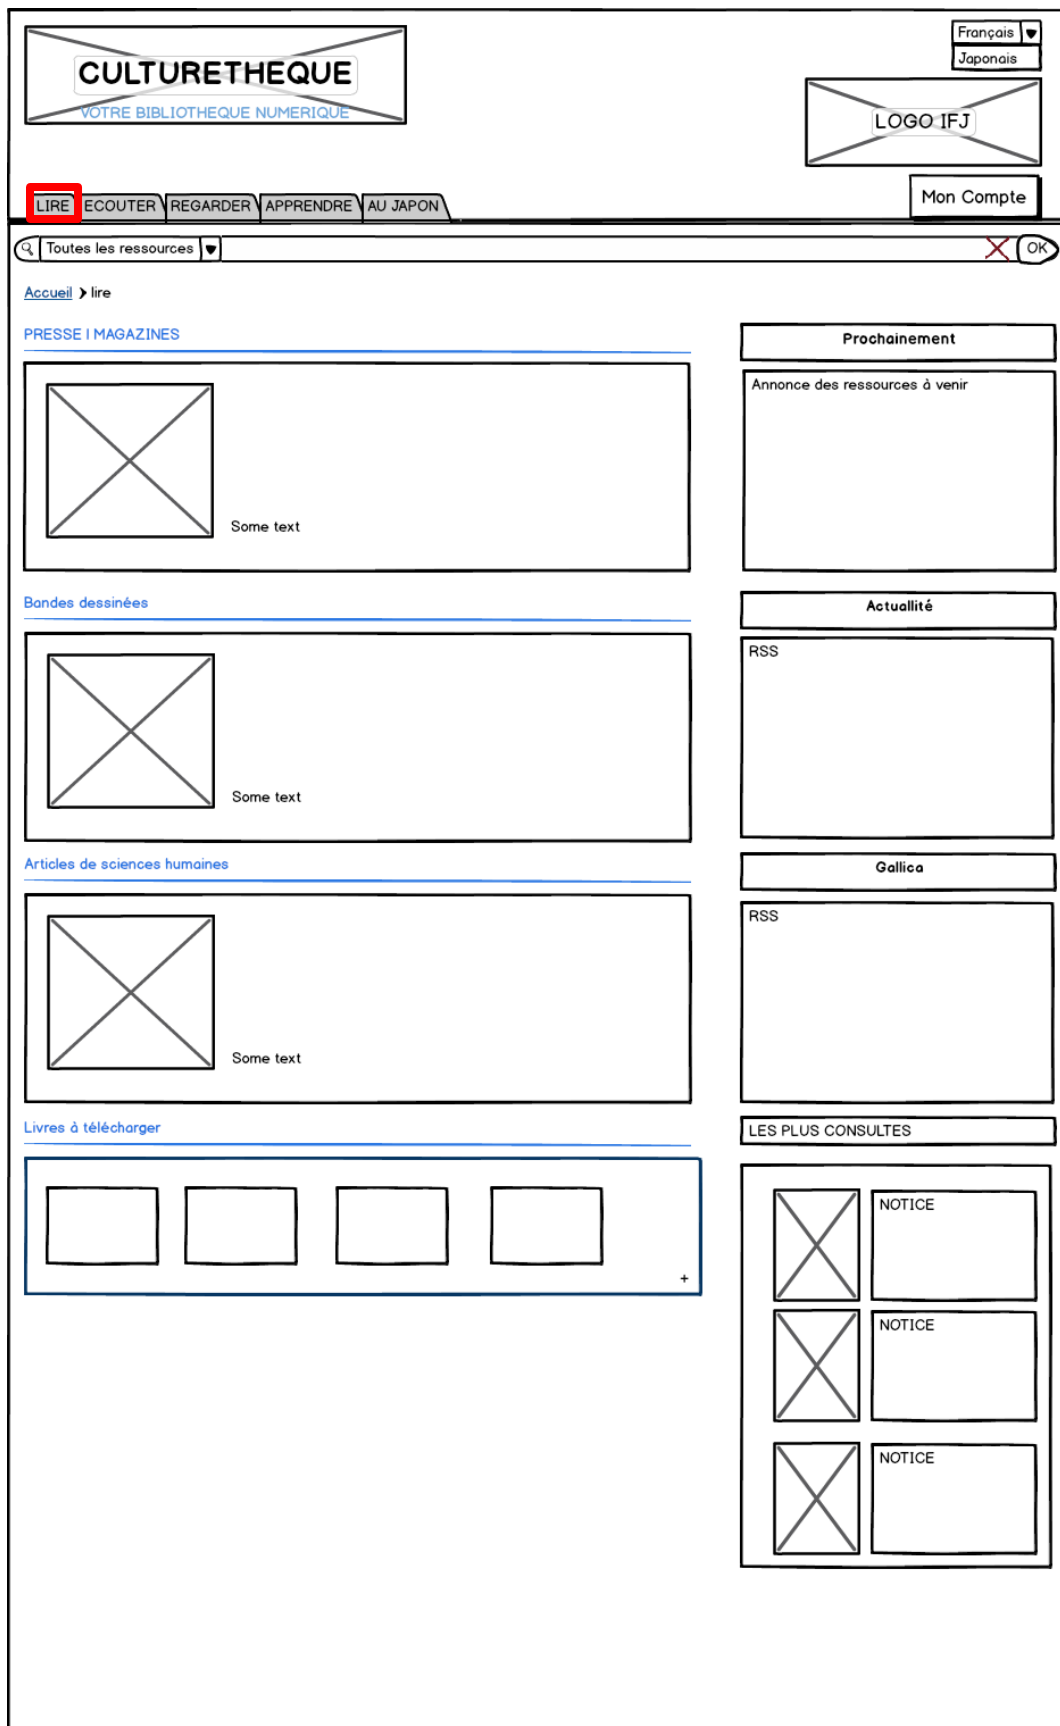 CULTURETHEQUE
VOTRE BIBLIOTHEQUE NUMERIQUE
Français
Japonais
LOGO IFJ
LIRE ECOUTER REGARDER APPRENDRE AU JAPON
Mon Compte
Toutes les ressources
OK
Accueil lire
PRESSE | MAGAZINES
Some text
Bandes dessinées
Some text
Articles de sciences humaines
Some text
Livres à télécharger
+
Prochainement
Annonce des ressources à venir
Actuallité
RSS
Gallica
RSS
LES PLUS CONSULTES
NOTICE
NOTICE
NOTICE